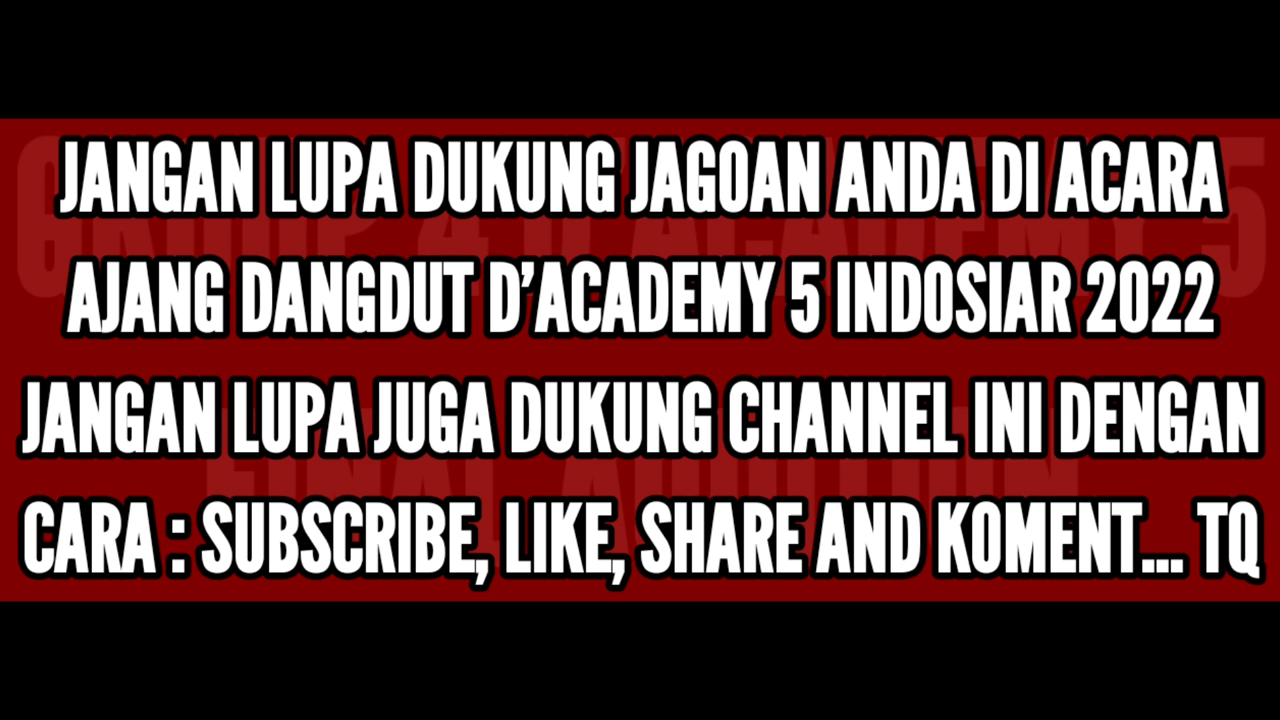 JANGAN LUPA DUKUNG JAGOAN ANDA DI ACARA
AJANG DANGDUT D'ACADEMY 5 INDOSIAR 2022
JANGAN LUPA JUGA DUKUNG CHANNEL INI DENGAN
CARA : SUBSCRIBE, LIKE, SHARE AND KOMENT... TQ